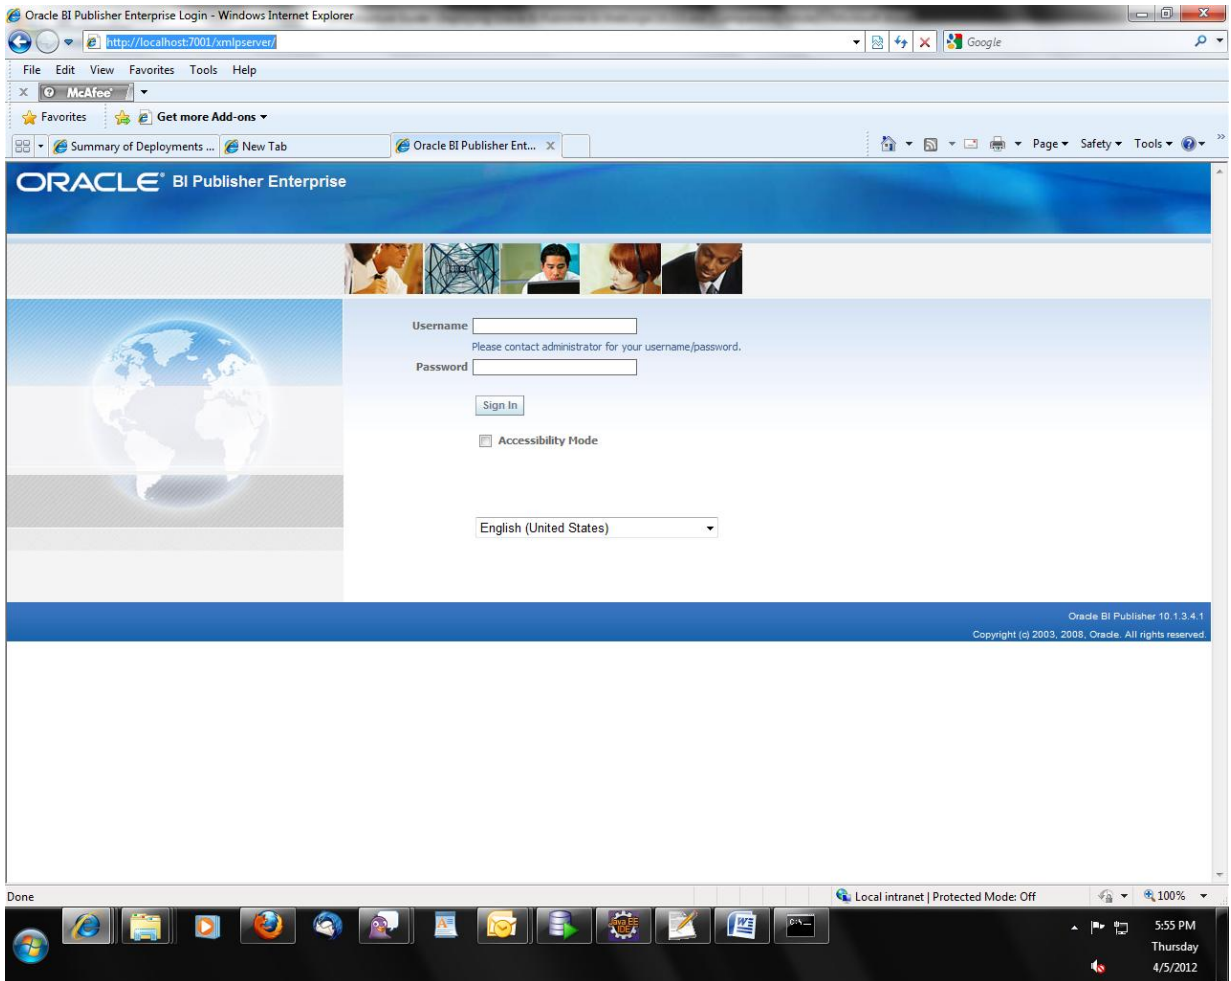 Oracle BI Publisher Enterprise Login - Windows Internet Explorer
http://localhost:7001/xmlpserver/
Google
File Edit View Favorites Tools Help
x McAfee
Favorites Get more Add-ons
Summary of Deployments ... New Tab Oracle BI Publisher Ent... X
Page Safety Tools
ORACLE BI Publisher Enterprise
Username
Please contact administrator for your username/password.
Password
Sign In
Accessibility Mode
English (United States)
Oracle BI Publisher 10.1.3.4.1
Copyright (c) 2003, 2008, Oracle. All rights reserved.
Done
Local intranet | Protected Mode: Off
100%
Java EE
IDE
C:\_
5:55 PM
Thursday
4/5/2012